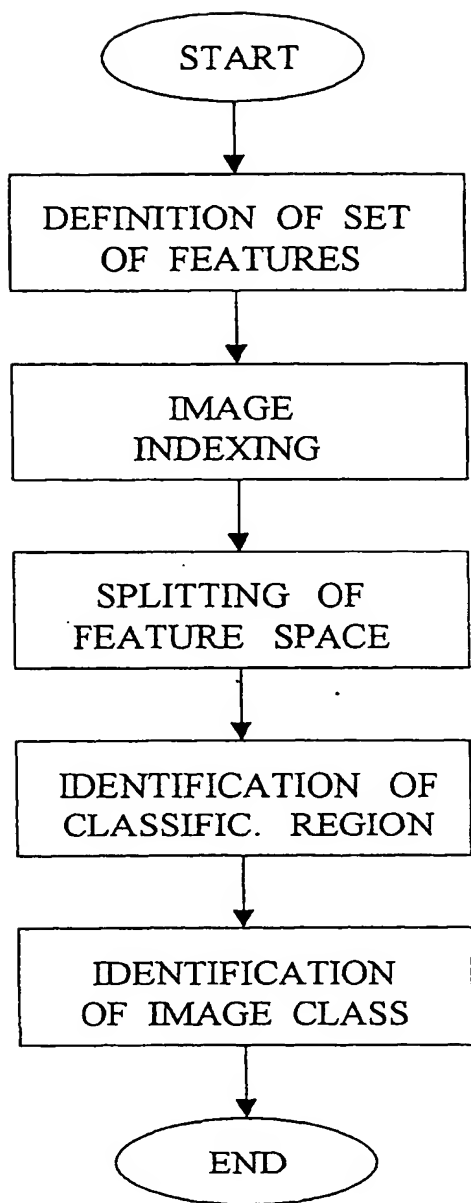 START
DEFINITION OF SET
OF FEATURES
IMAGE
INDEXING
SPLITTING OF
FEATURE SPACE
IDENTIFICATION OF
CLASSIFIC. REGION
IDENTIFICATION
OF IMAGE CLASS
END